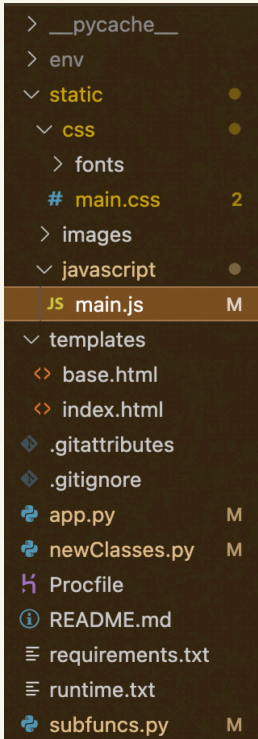 __pycache__
env
static
css
fonts
# main.css 2
images
javascript
JS main.js M
templates
<> base.html
<> index.html
.gitattributes
.gitignore
app.py M
newClasses.py M
Procfile
README.md
requirements.txt
runtime.txt
subfuncs.py M